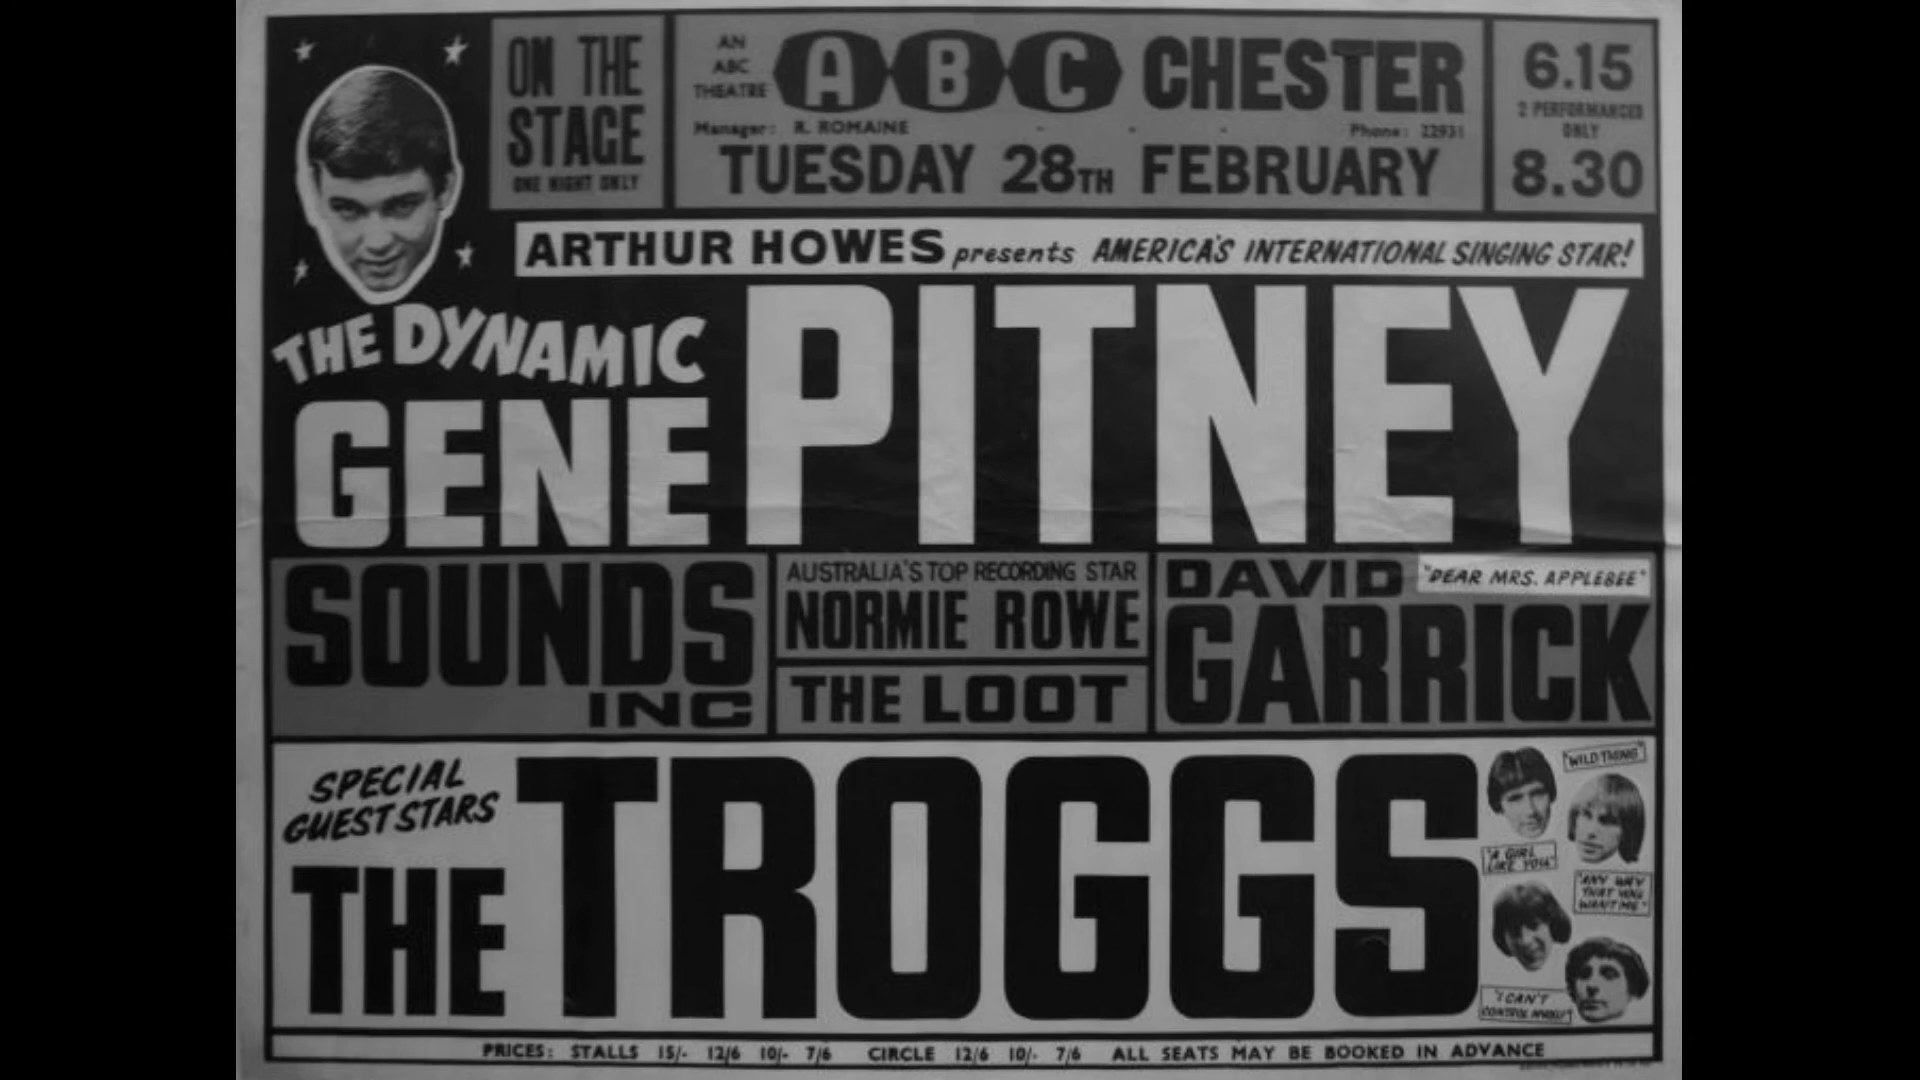 ON THE
STAGE
ONE NIGHT ONLY
AN
ABC
THEATRE
ABC CHESTER
Manager: R. ROMAINE - - - Phone: 22931
TUESDAY 28TH FEBRUARY
6.15
2 PERFORMANCES
ONLY
8.30
ARTHUR HOWES presents AMERICA'S INTERNATIONAL SINGING STAR!
THE DYNAMIC
GENE PITNEY
SOUNDS
INC
AUSTRALIA'S TOP RECORDING STAR
NORMIE ROWE
THE LOOT
DAVID "DEAR MRS. APPLEBEE"
GARRICK
SPECIAL
GUEST STARS
THE TROGGS
"WILD THING"
"A GIRL
LIKE YOU"
"ANY WAY
THAT YOU
WANT ME"
"I CAN'T
CONTROL MYSELF"
PRICES: STALLS 15/- 12/6 10/- 7/6 CIRCLE 12/6 10/- 7/6 ALL SEATS MAY BE BOOKED IN ADVANCE